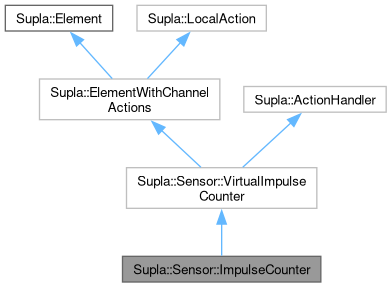 Supla::Element
Supla::LocalAction
Supla::ElementWithChannel
Actions
Supla::ActionHandler
Supla::Sensor::VirtualImpulse
Counter
Supla::Sensor::ImpulseCounter